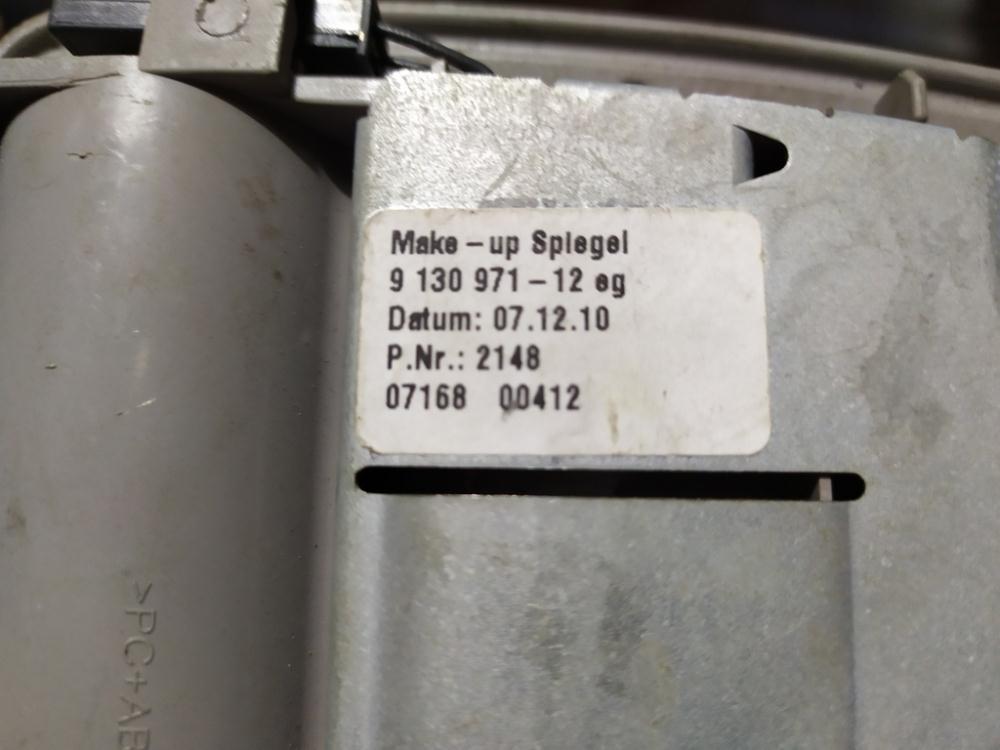 Make-up Spiegel
9 130 971-12 eg
Datum: 07.12.10
P.Nr.: 2148
07168 00412
>PC+AB